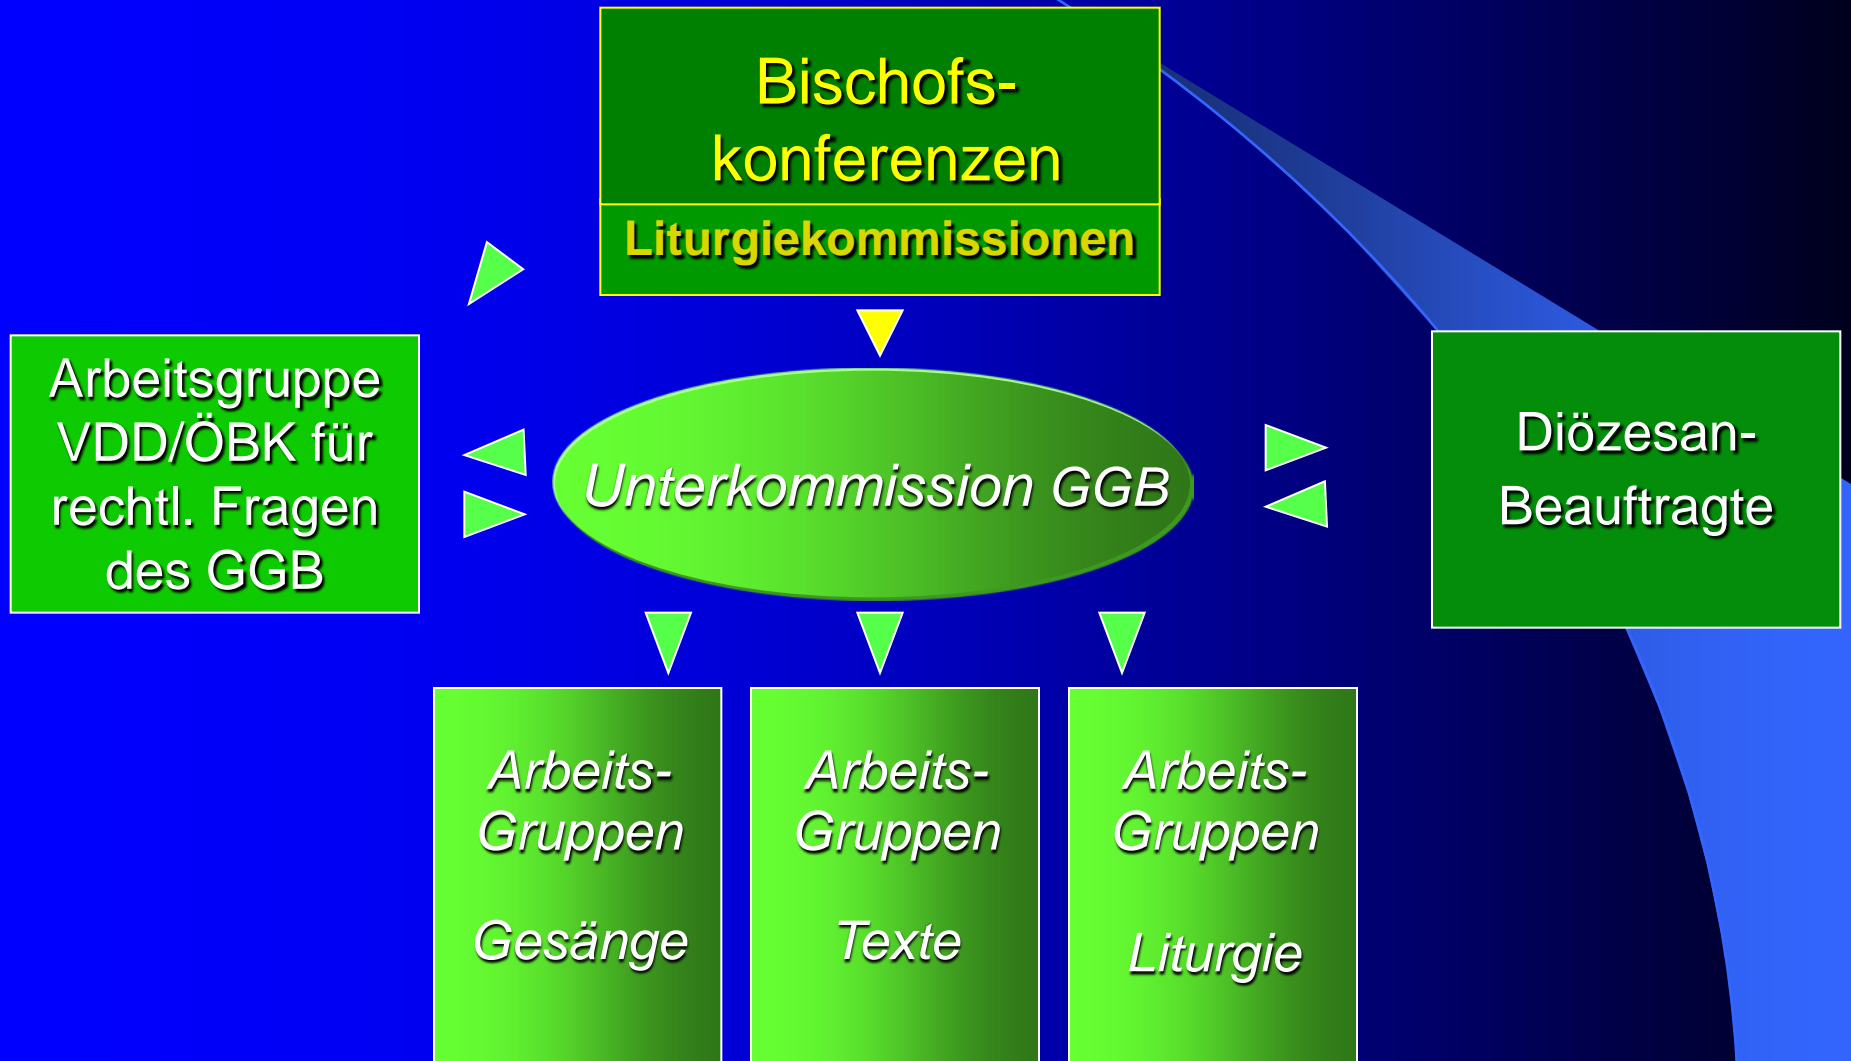 Bischofs-
konferenzen
Liturgiekommissionen
Arbeitsgruppe
VDD/ÖBK für
rechtl. Fragen
des GGB
Unterkommission GGB
Diözesan-
Beauftragte
Arbeits-
Gruppen
Gesänge
Arbeits-
Gruppen
Texte
Arbeits-
Gruppen
Liturgie